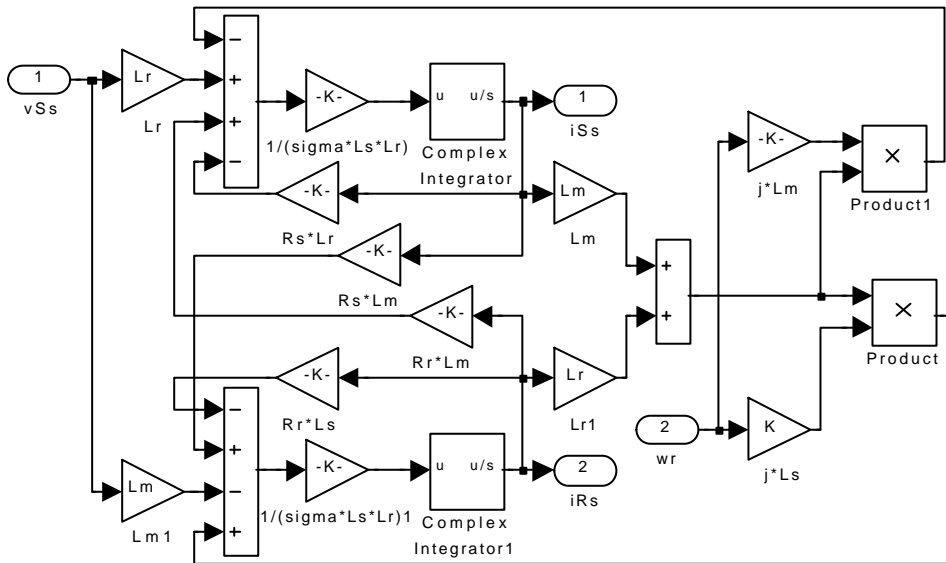 1
vSs
Lr
Lr
−
+
+
−
-K-
1/(sigma*Ls*Lr)
u u/s
Complex
Integrator
1
iSs
-K-
Rs*Lr
Lm
Lm
-K-
j*Lm
×
Product1
-K-
Rs*Lm
-K-
Rr*Lm
+
+
×
Product
-K-
Rr*Ls
Lr
Lr1
2
wr
K
j*Ls
Lm
Lm1
−
+
−
+
-K-
1/(sigma*Ls*Lr)1
u u/s
Complex
Integrator1
2
iRs